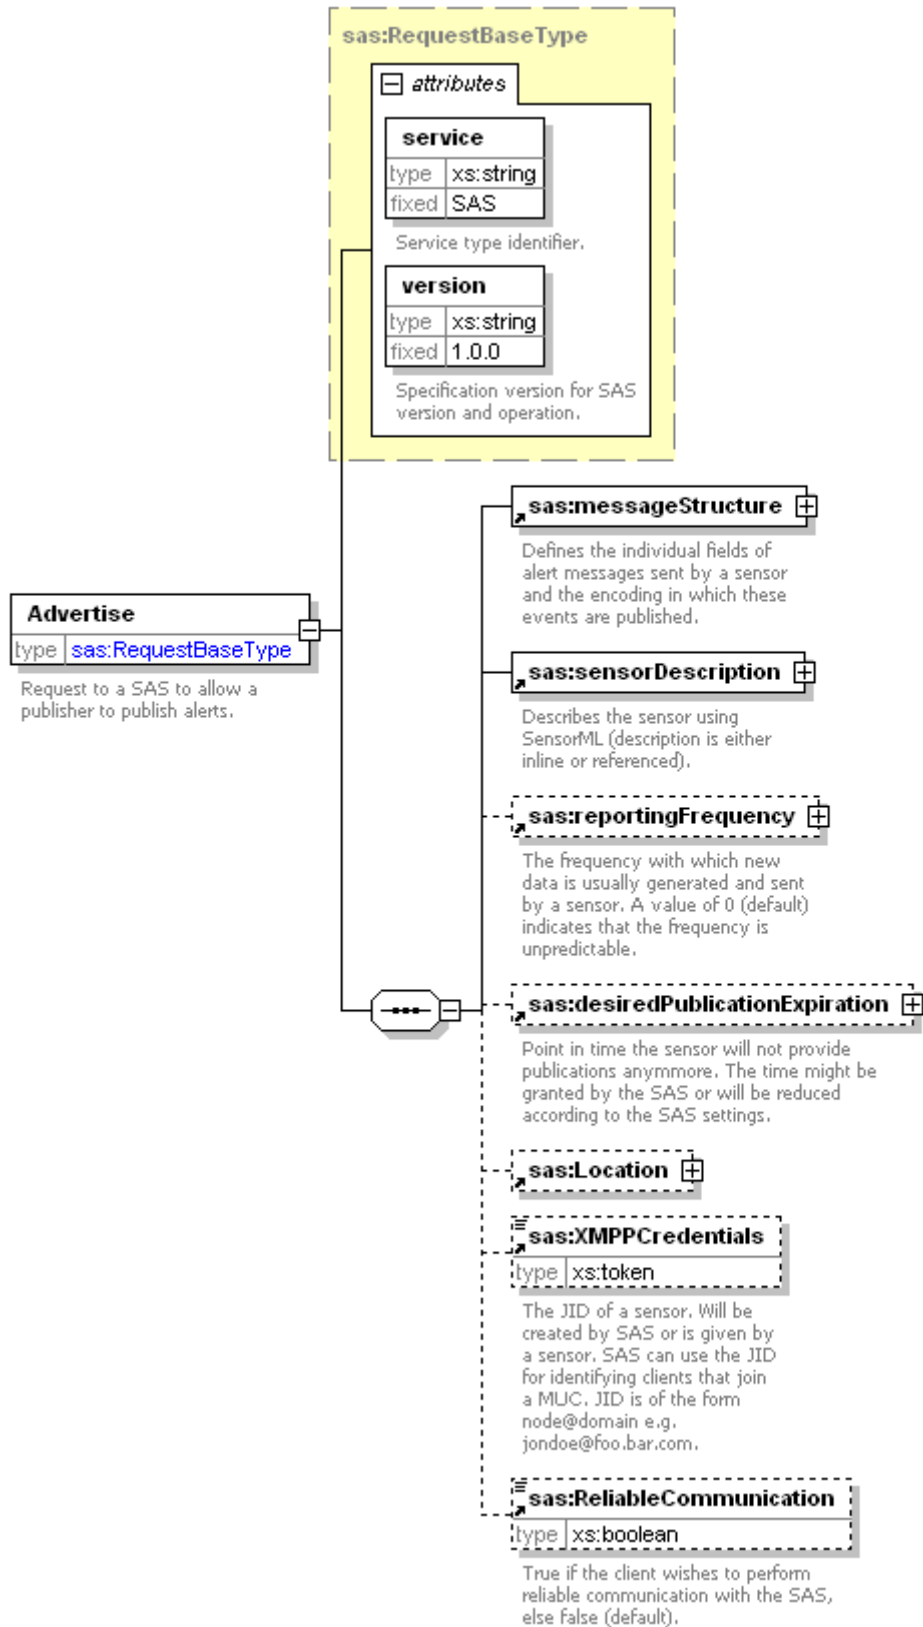 sas:RequestBaseType
attributes
service
type xs:string
fixed SAS
Service type identifier.
version
type xs:string
fixed 1.0.0
Specification version for SAS
version and operation.
sas:messageStructure
Defines the individual fields of
alert messages sent by a sensor
and the encoding in which these
events are published.
Advertise
type sas:RequestBaseType
Request to a SAS to allow a
publisher to publish alerts.
sas:sensorDescription
Describes the sensor using
SensorML (description is either
inline or referenced).
sas:reportingFrequency
The frequency with which new
data is usually generated and sent
by a sensor. A value of 0 (default)
indicates that the frequency is
unpredictable.
sas:desiredPublicationExpiration
Point in time the sensor will not provide
publications anymmore. The time might be
granted by the SAS or will be reduced
according to the SAS settings.
sas:Location
sas:XMPPCredentials
type xs:token
The JID of a sensor. Will be
created by SAS or is given by
a sensor. SAS can use the JID
for identifying clients that join
a MUC. JID is of the form
node@domain e.g.
jondoe@foo.bar.com.
sas:ReliableCommunication
type xs:boolean
True if the client wishes to perform
reliable communication with the SAS,
else false (default).